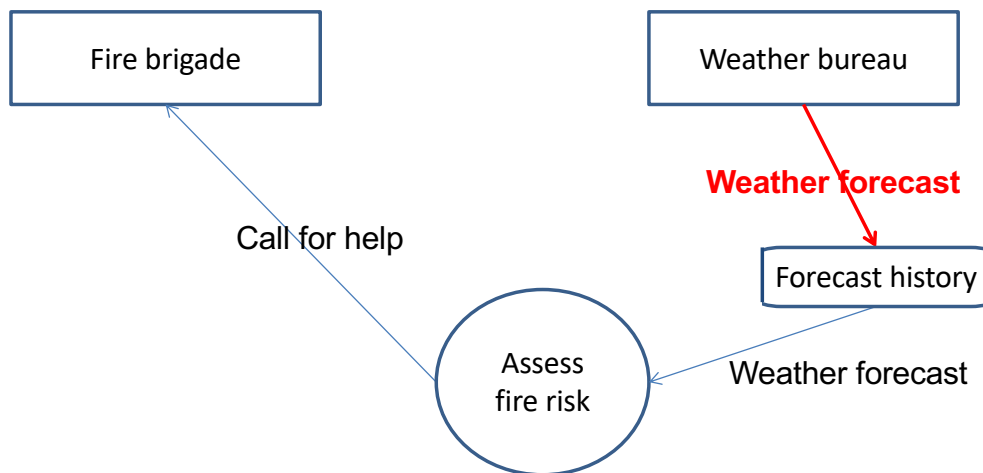 Fire brigade
Weather bureau
Weather forecast
Call for help
Forecast history
Assess
fire risk
Weather forecast